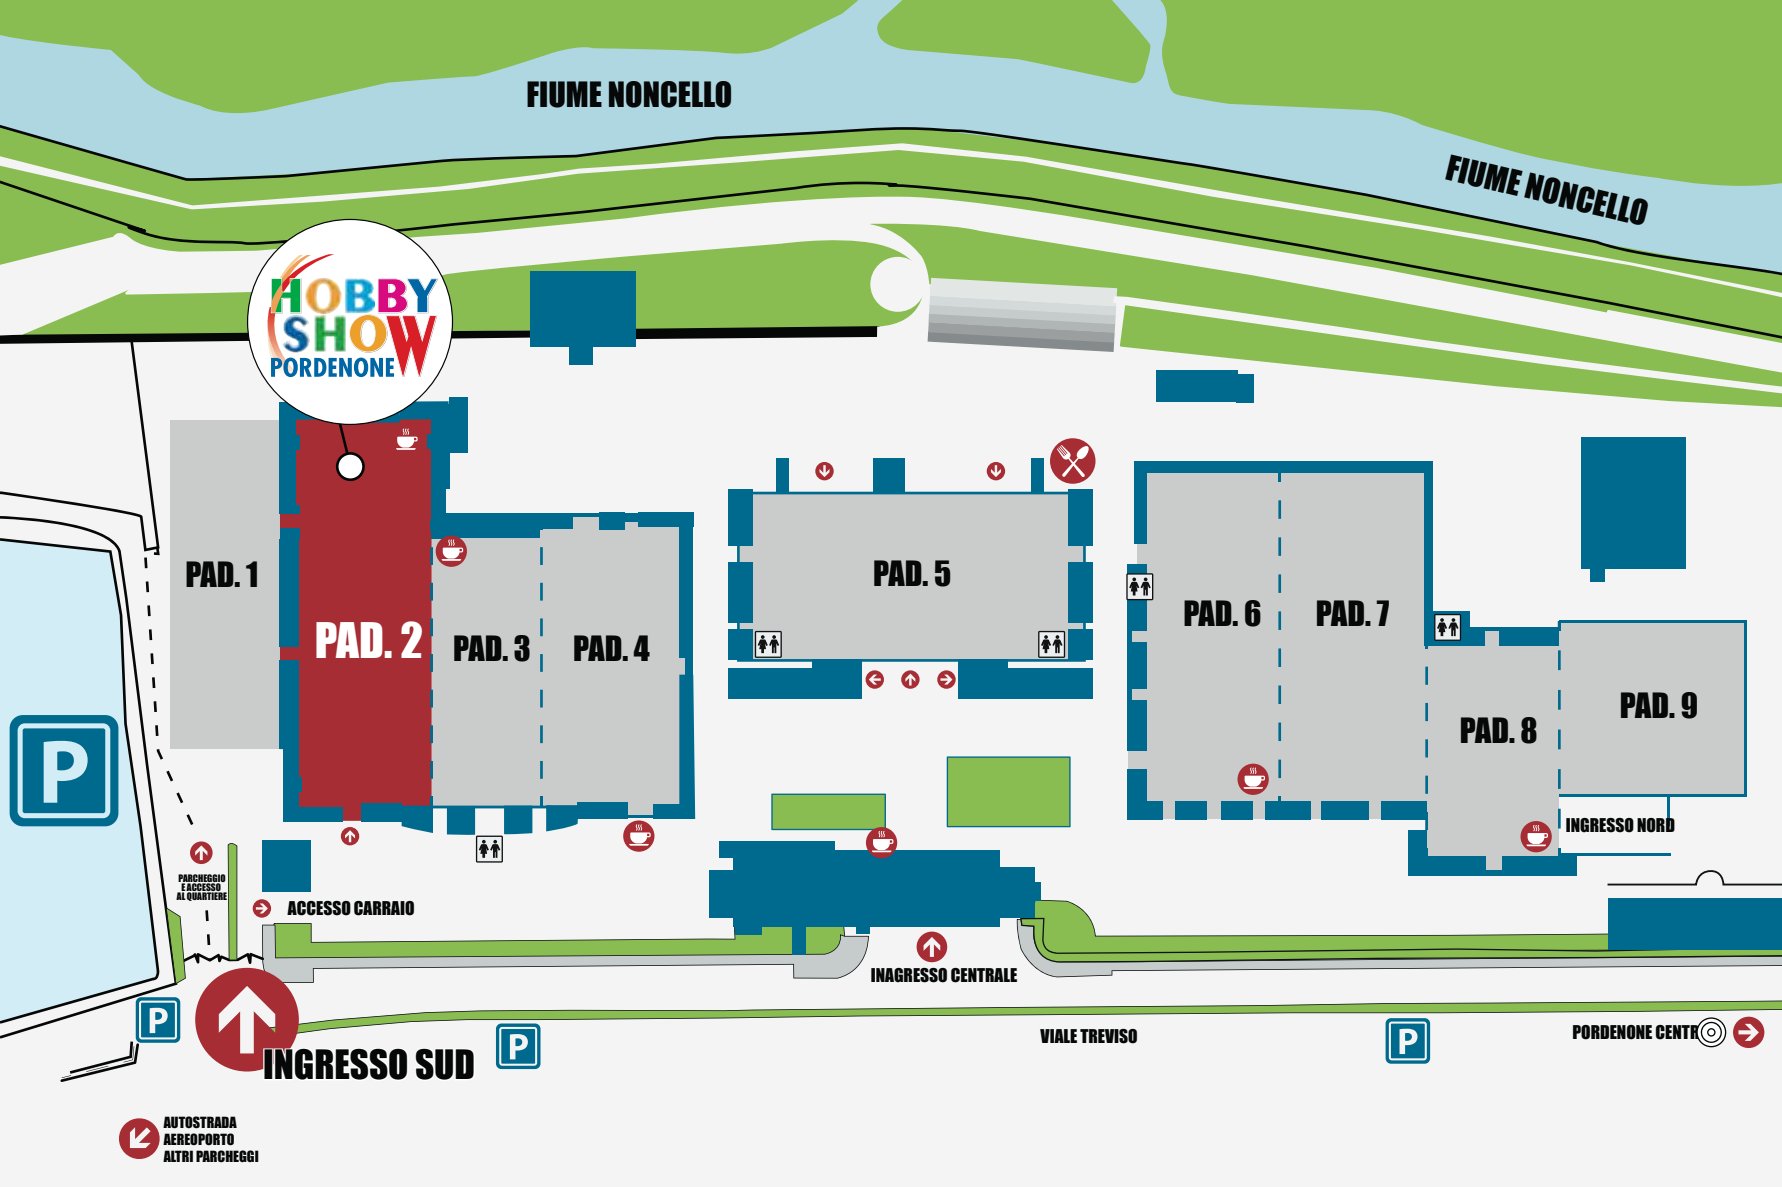 FIUME NONCELLO
FIUME NONCELLO
HOBBY
SHOW
PORDENONE
PAD. 1
PAD. 2
PAD. 3
PAD. 4
PAD. 5
PAD. 6
PAD. 7
PAD. 8
PAD. 9
P
INGRESSO NORD
PARCHEGGIO
E ACCESSO
AL QUARTIERE
ACCESSO CARRAIO
INAGRESSO CENTRALE
P
INGRESSO SUD
P
VIALE TREVISO
P
PORDENONE CENTR
AUTOSTRADA
AEREOPORTO
ALTRI PARCHEGGI